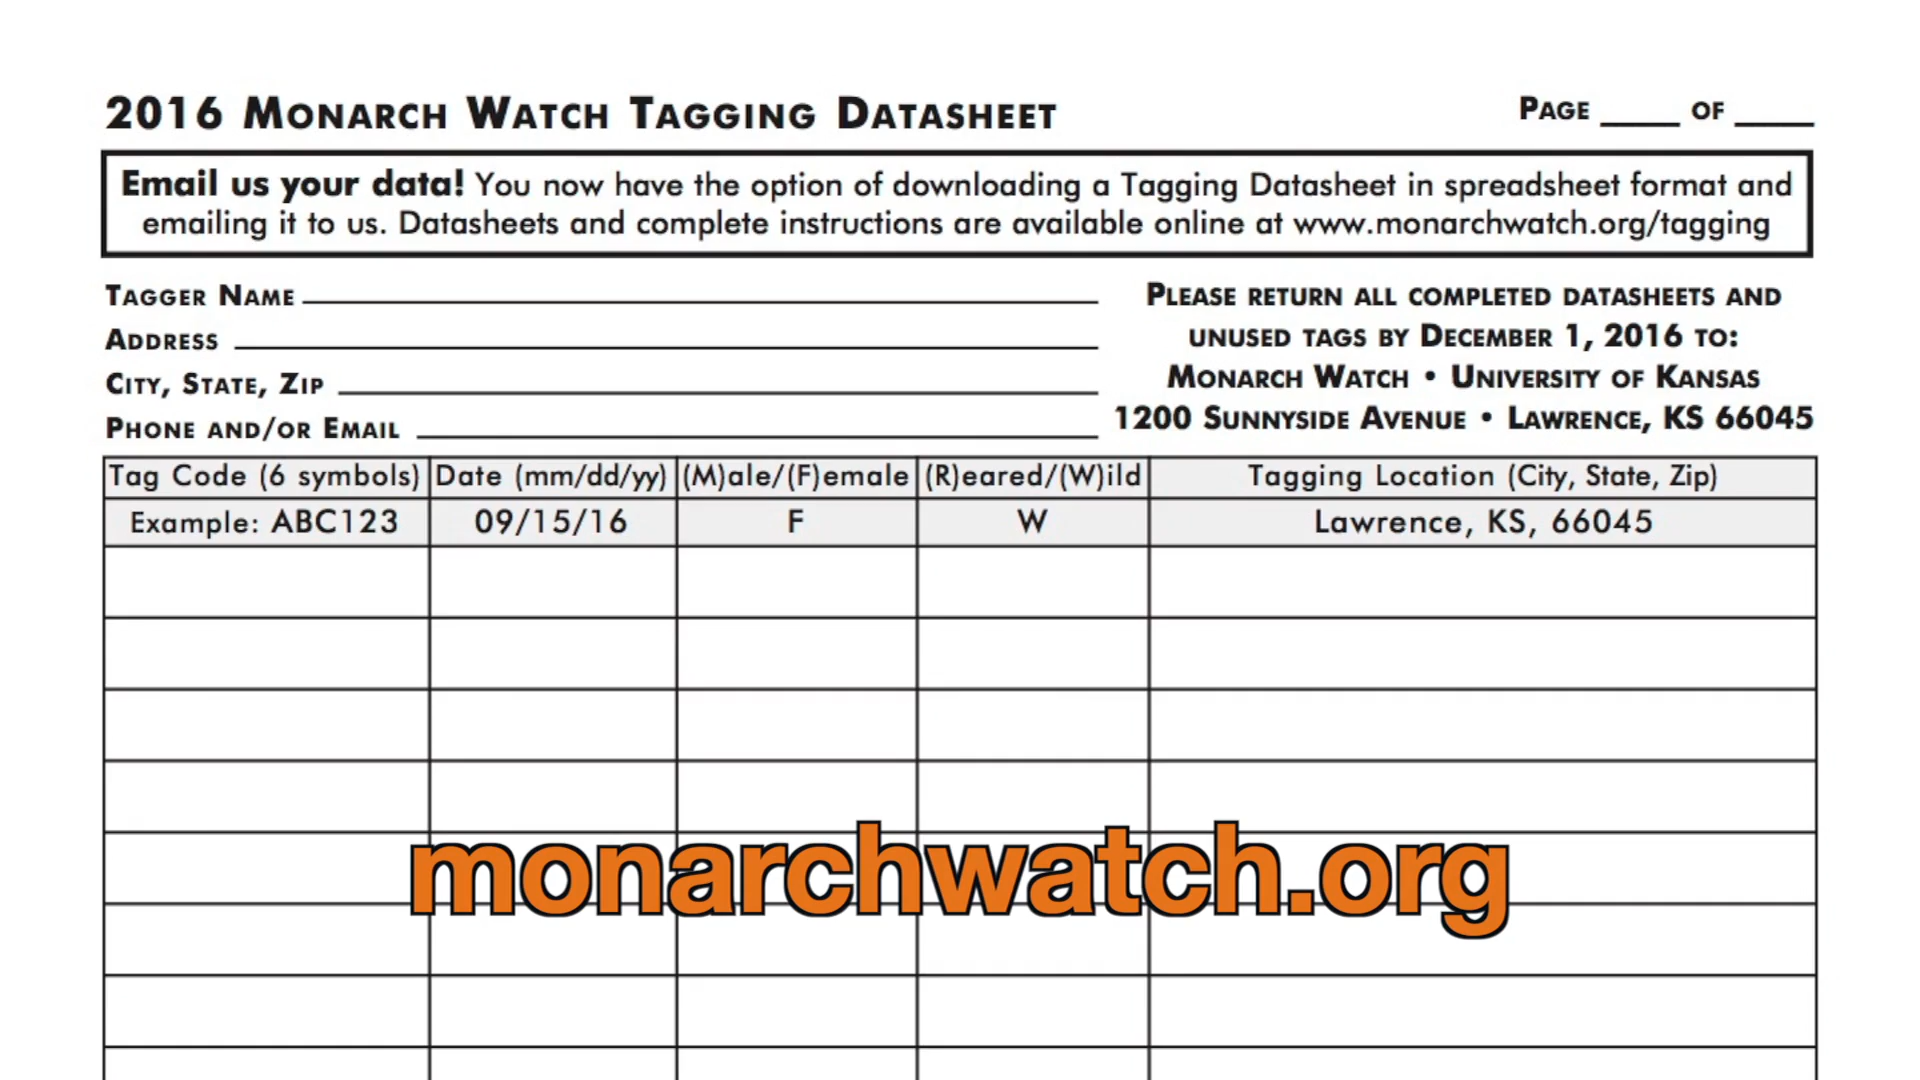 2016 Monarch Watch Tagging Datasheet
Page _____ of _____
Email us your data! You now have the option of downloading a Tagging Datasheet in spreadsheet format and
emailing it to us. Datasheets and complete instructions are available online at www.monarchwatch.org/tagging
Tagger Name
Address
City, State, Zip
Phone and/or Email
Please return all completed datasheets and
unused tags by December 1, 2016 to:
Monarch Watch • University of Kansas
1200 Sunnyside Avenue • Lawrence, KS 66045
Tag Code (6 symbols) Date (mm/dd/yy) (M)ale/(F)emale (R)eared/(W)ild Tagging Location (City, State, Zip)
Example: ABC123 09/15/16 F W Lawrence, KS, 66045
monarchwatch.org